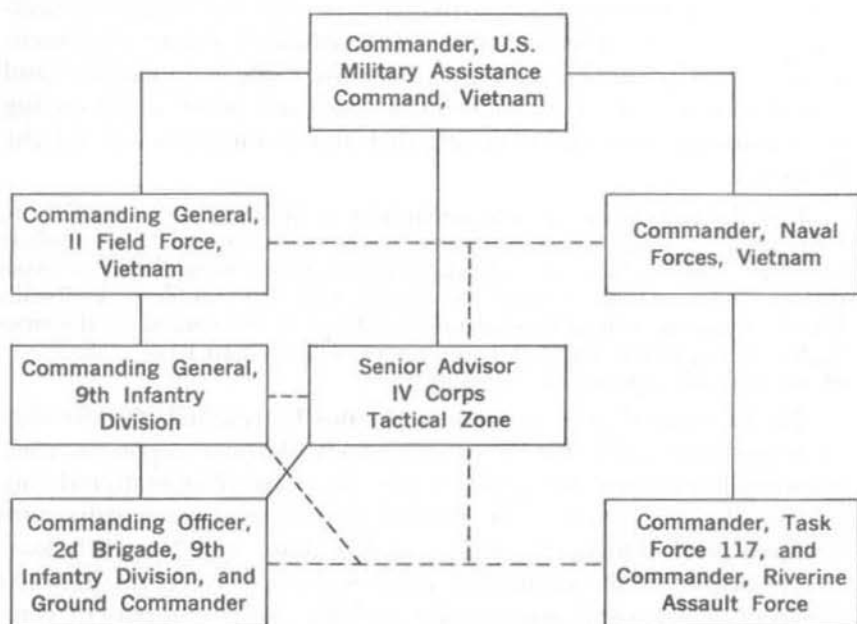 Commander, U.S.
Military Assistance
Command, Vietnam
Commanding General,
II Field Force,
Vietnam
Commander, Naval
Forces, Vietnam
Commanding General,
9th Infantry
Division
Senior Advisor
IV Corps
Tactical Zone
Commanding Officer,
2d Brigade, 9th
Infantry Division, and
Ground Commander
Commander, Task
Force 117, and
Commander, Riverine
Assault Force